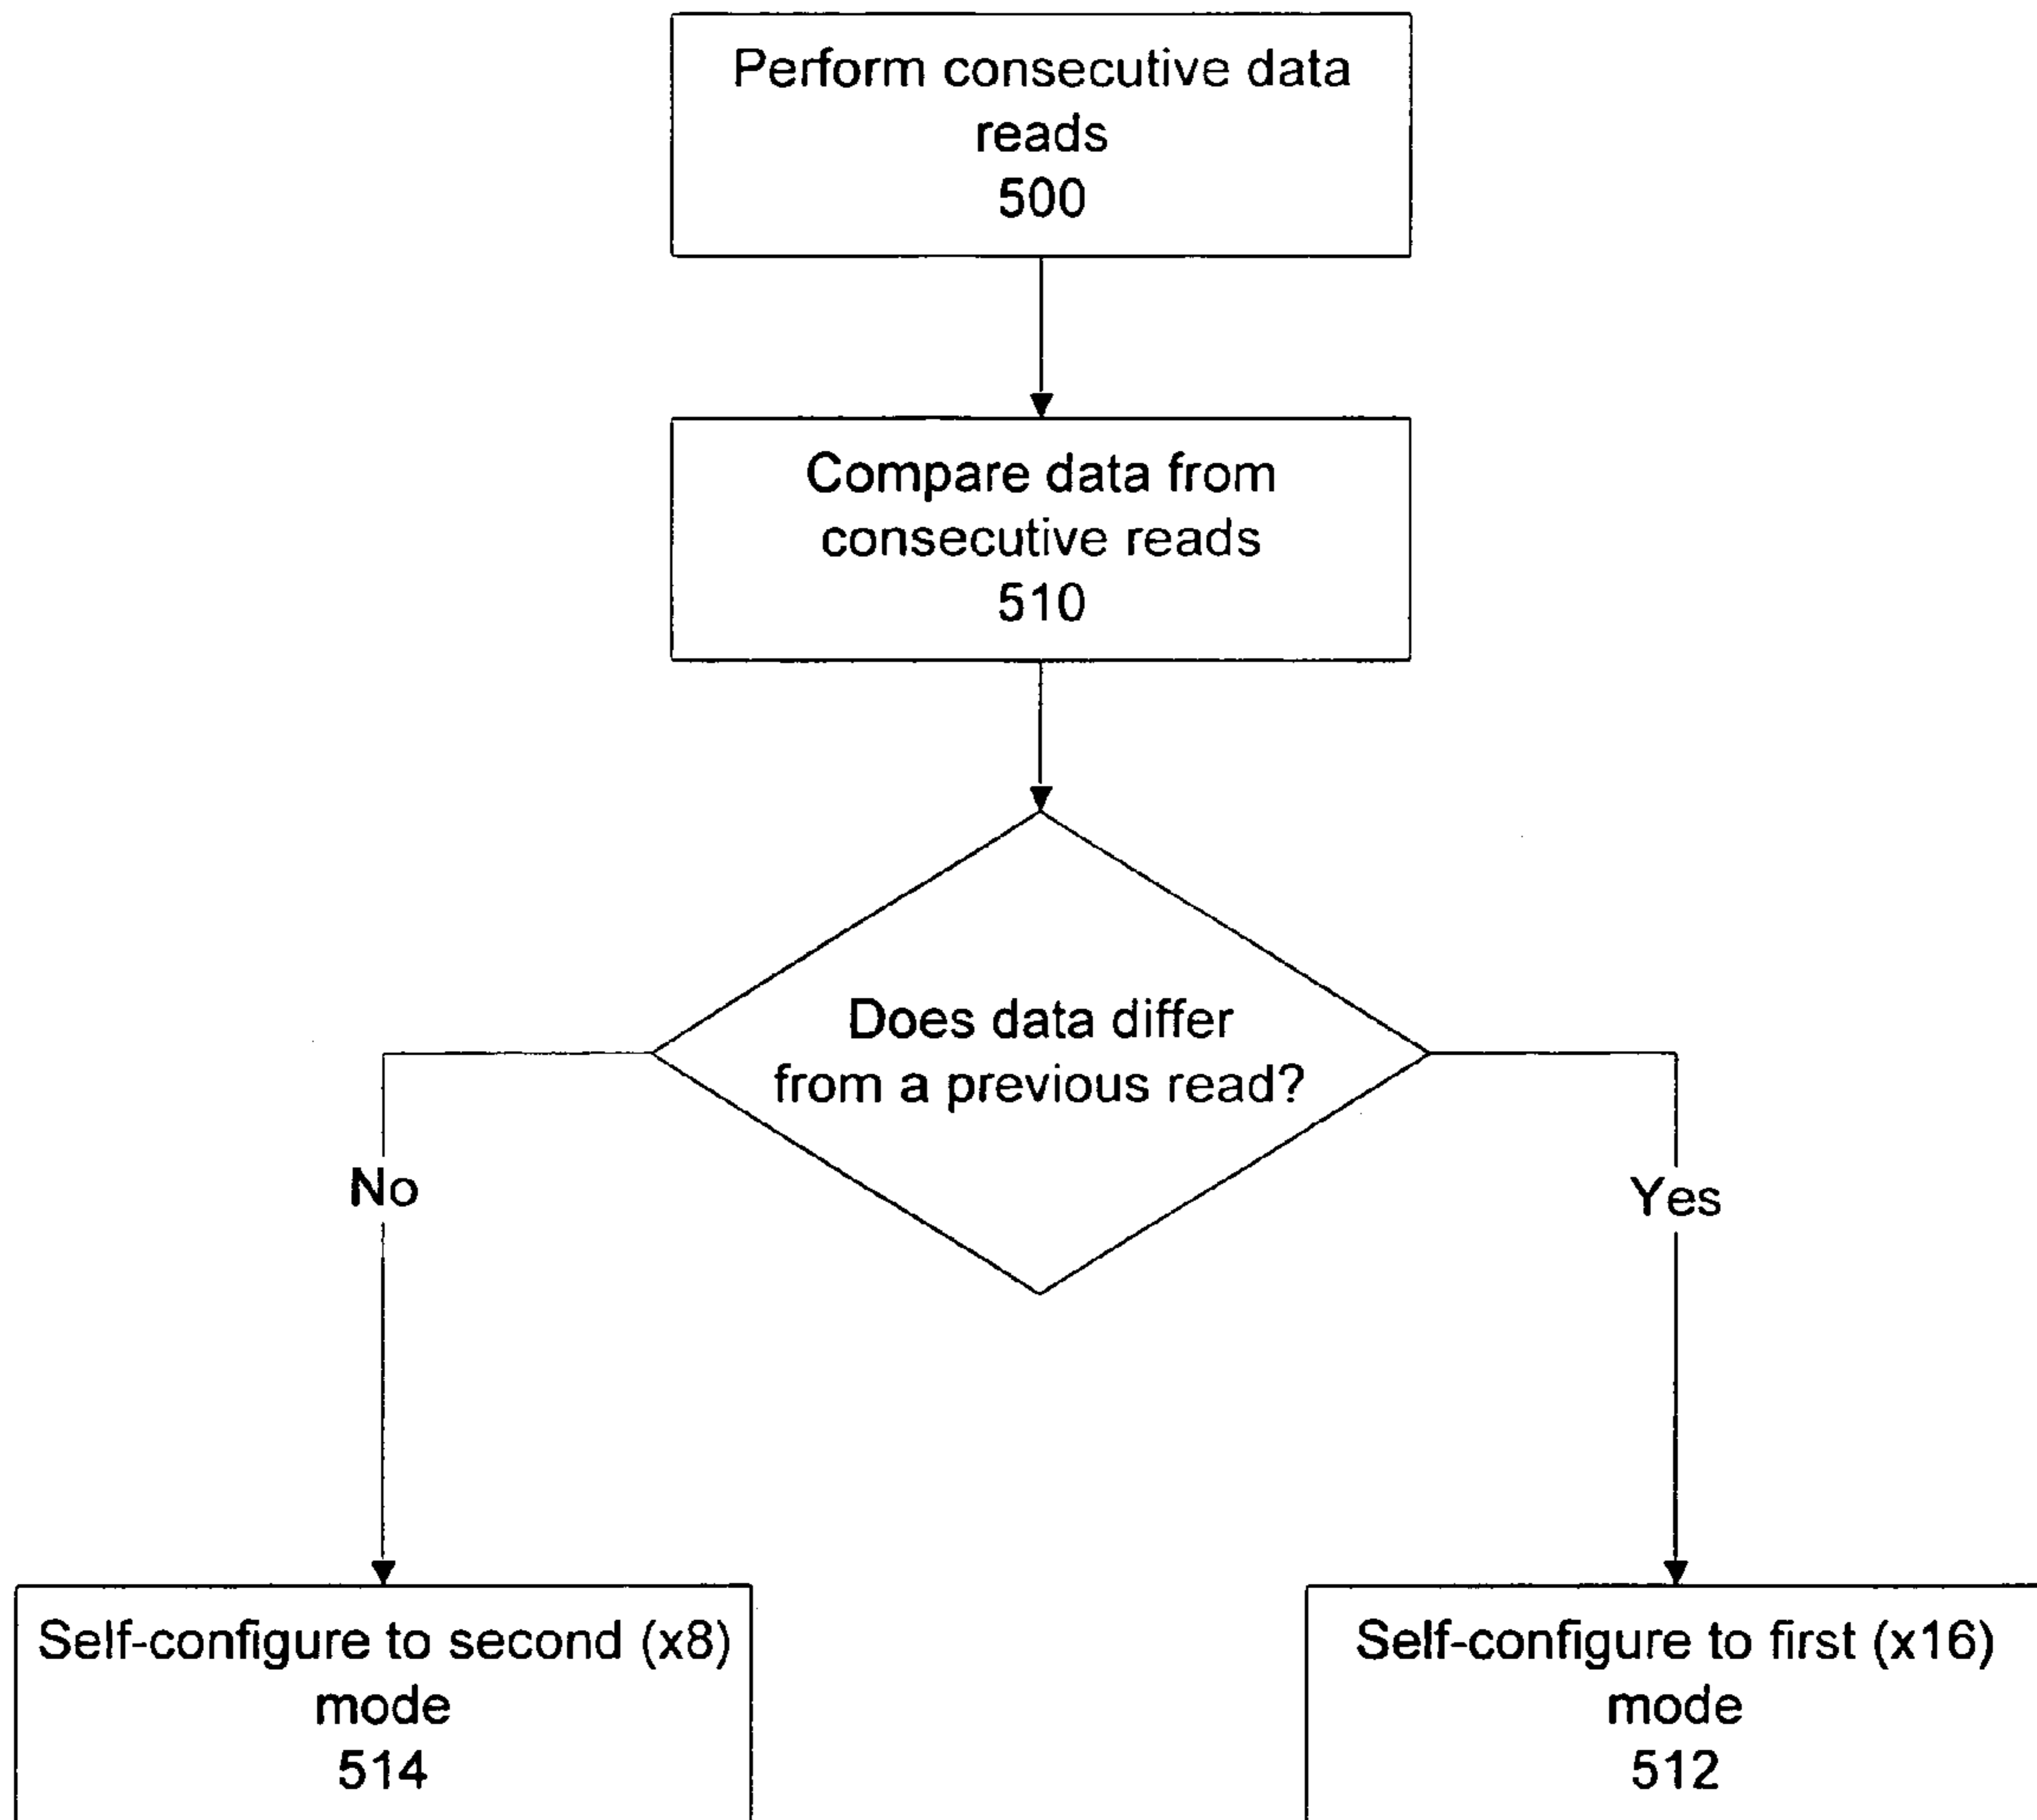 Perform consecutive data
reads
500
Compare data from
consecutive reads
510
Does data differ
from a previous read?
No
Yes
Self-configure to second (x8)
mode
514
Self-configure to first (x16)
mode
512